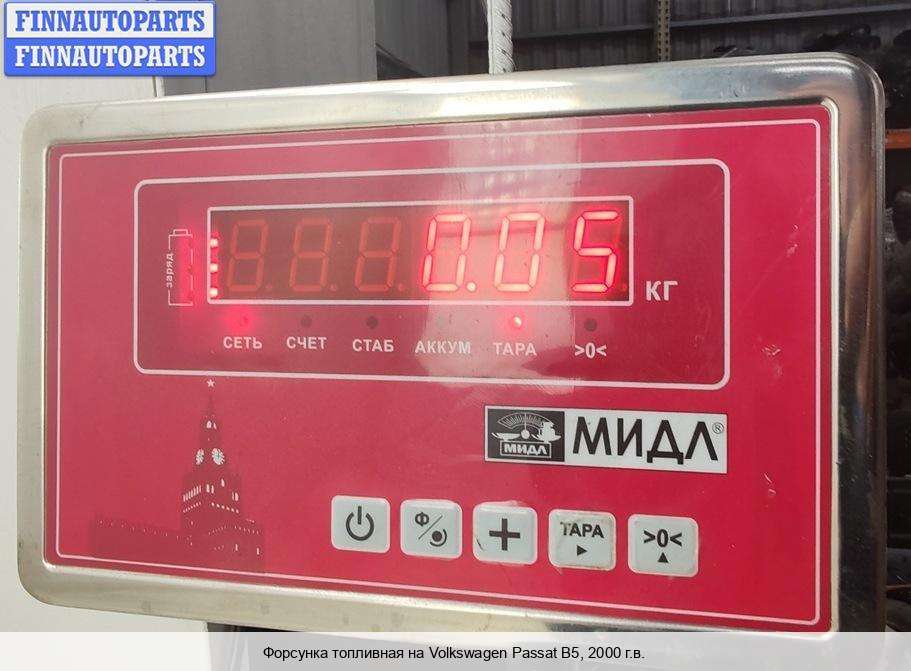 FINNAUTOPARTS
FINNAUTOPARTS
заряд
0.05
КГ
СЕТЬ СЧЕТ СТАБ АККУМ ТАРА >0<
МИДЛ МИДЛ®
Ф/ + ТАРА >0<
Форсунка топливная на Volkswagen Passat B5, 2000 г.в.